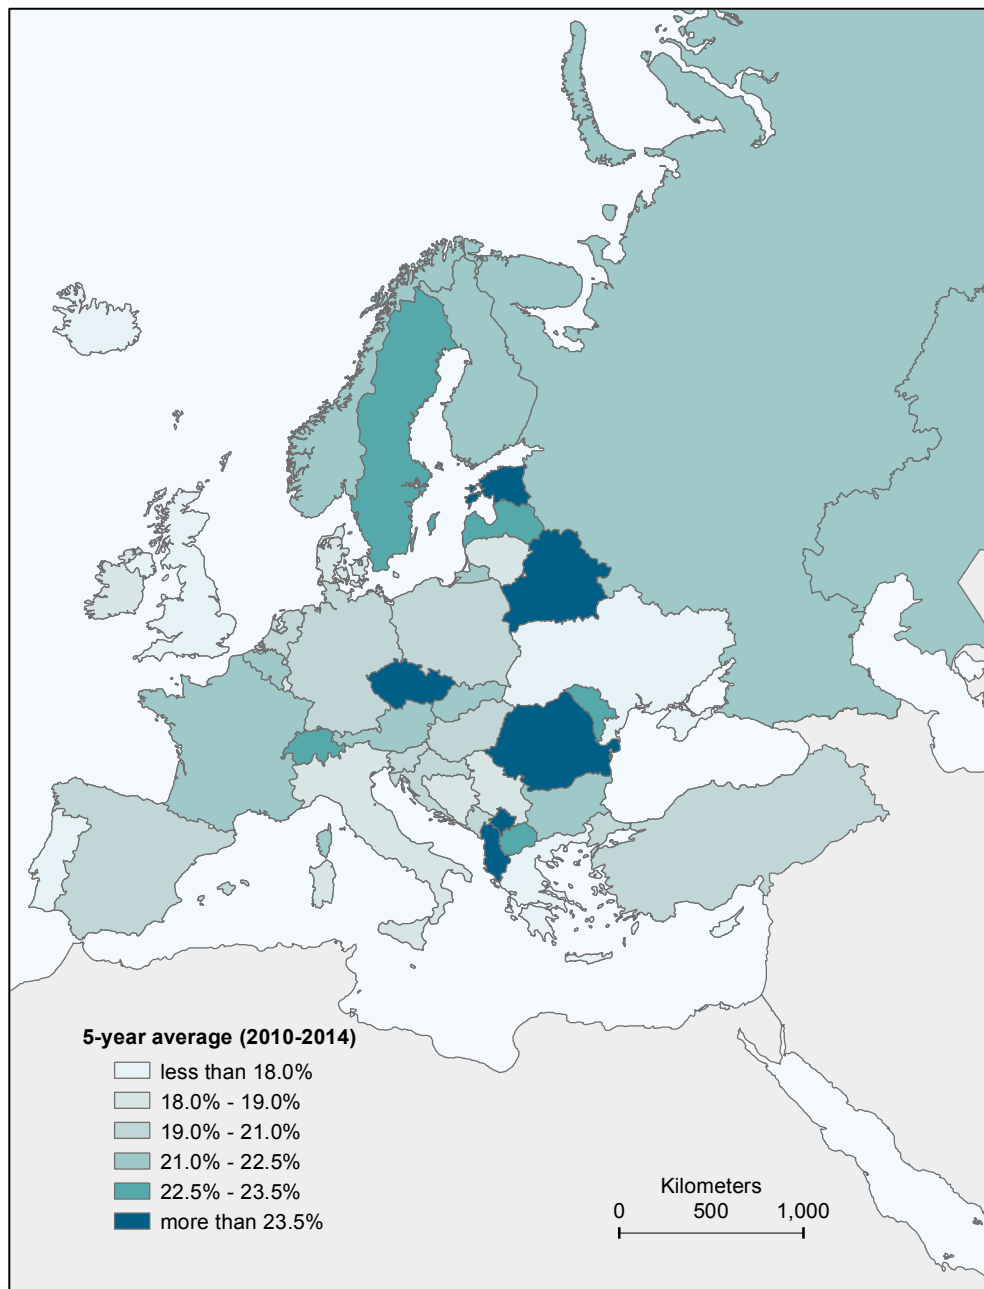 5-year average (2010-2014)
less than 18.0%
18.0% - 19.0%
19.0% - 21.0%
21.0% - 22.5%
22.5% - 23.5%
more than 23.5%
Kilometers
0 500 1,000